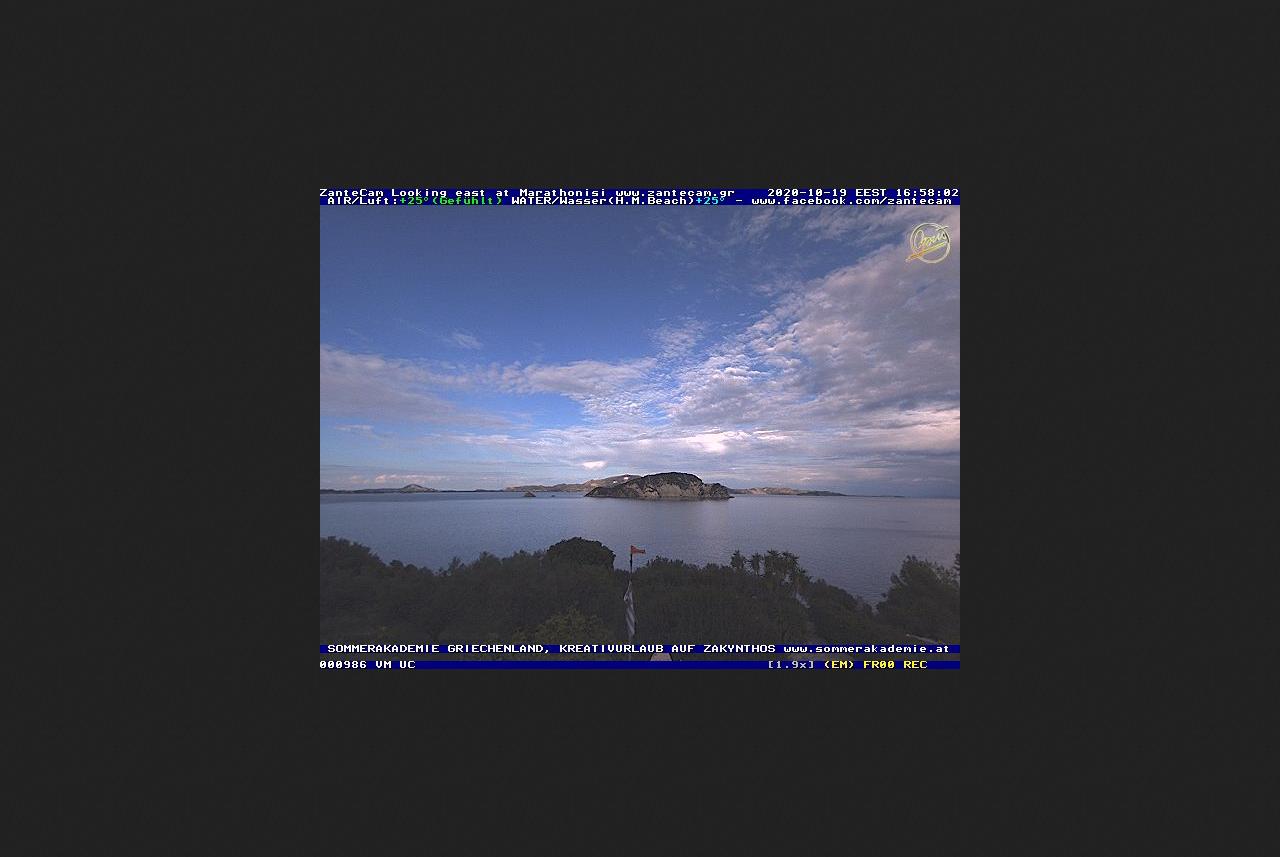 ZanteCam Looking east at Marathonisi www.zantecam.gr 2020-10-19 EEST 16:58:02
AIR/Luft:+25°(Gefühlt) WATER/Wasser(H.M.Beach)+25° - www.facebook.com/zantecam
Opus
SOMMERAKADEMIE GRIECHENLAND, KREATIVURLAUB AUF ZAKYNTHOS www.sommerakademie.at
000986 VM UC [1.9x] (EM) FR00 REC